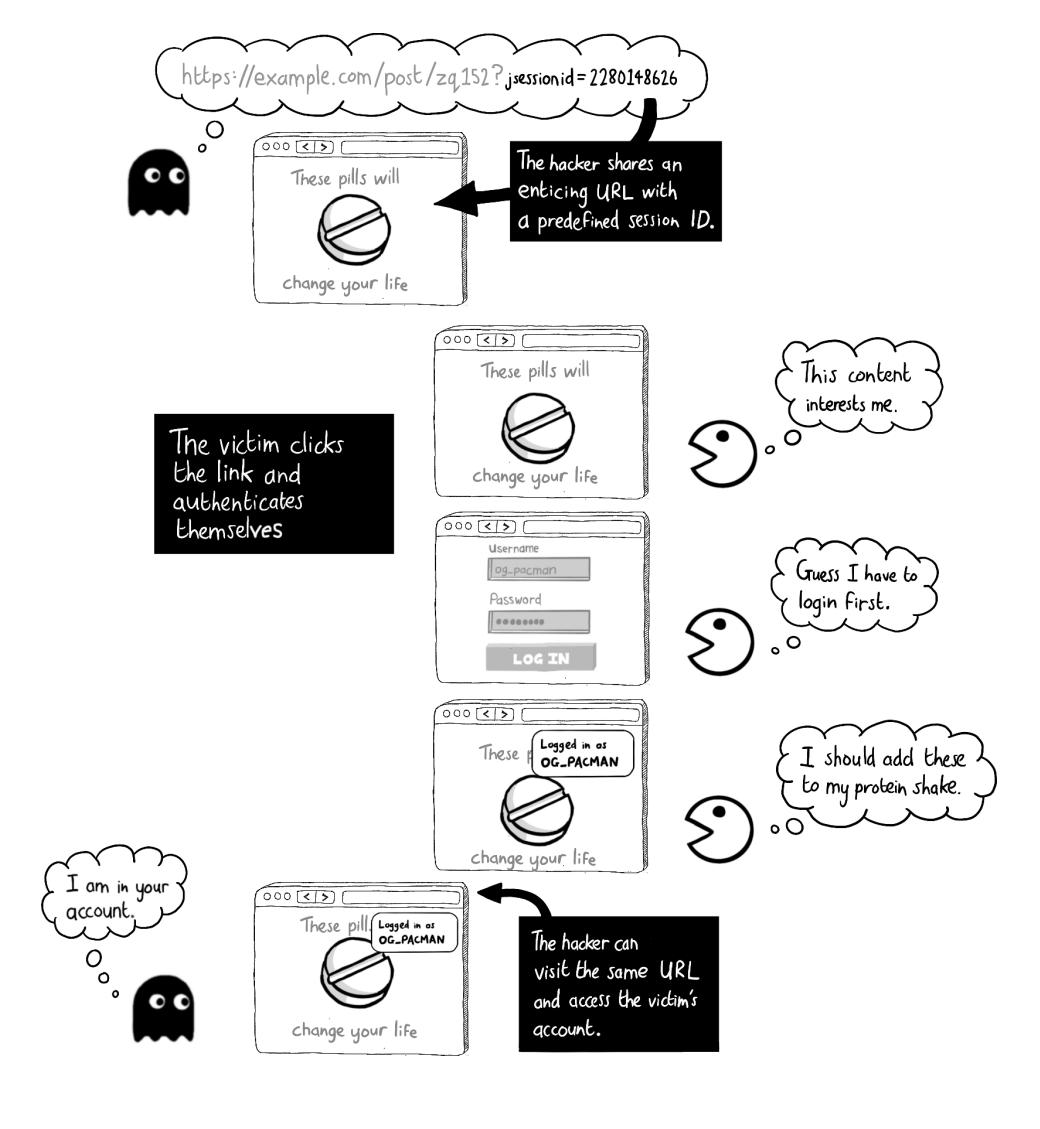 https://example.com/post/zq152?jsessionid=2280148626
These pills will
change your life
The hacker shares an
enticing URL with
a predefined session ID.
These pills will
change your life
This content
interests me.
The victim clicks
the link and
authenticates
themselves
Username
og_pacman
Password
LOG IN
Guess I have to
login first.
These p
Logged in as
OG_PACMAN
change your life
I should add these
to my protein shake.
I am in your
account.
These pills
Logged in as
OG_PACMAN
change your life
The hacker can
visit the same URL
and access the victim's
account.